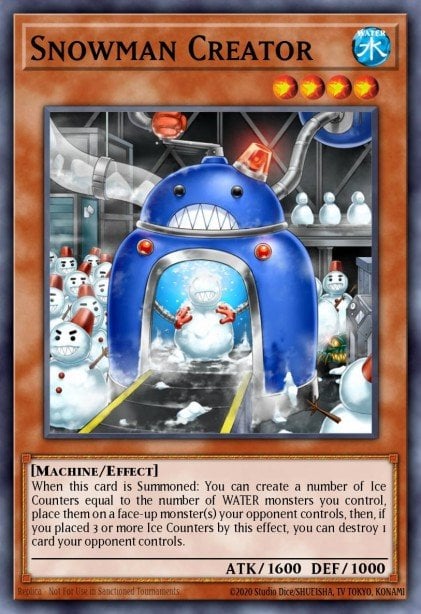 Snowman Creator
WATER
水
[Machine/Effect]
When this card is Summoned: You can create a number of Ice
Counters equal to the number of WATER monsters you control,
place them on a face-up monster(s) your opponent controls, then, if
you placed 3 or more Ice Counters by this effect, you can destroy 1
card your opponent controls.
ATK/1600 DEF/1000
Replica - Not For Use in Sanctioned Tournaments
©2020 Studio Dice/SHUEISHA, TV TOKYO, KONAMI